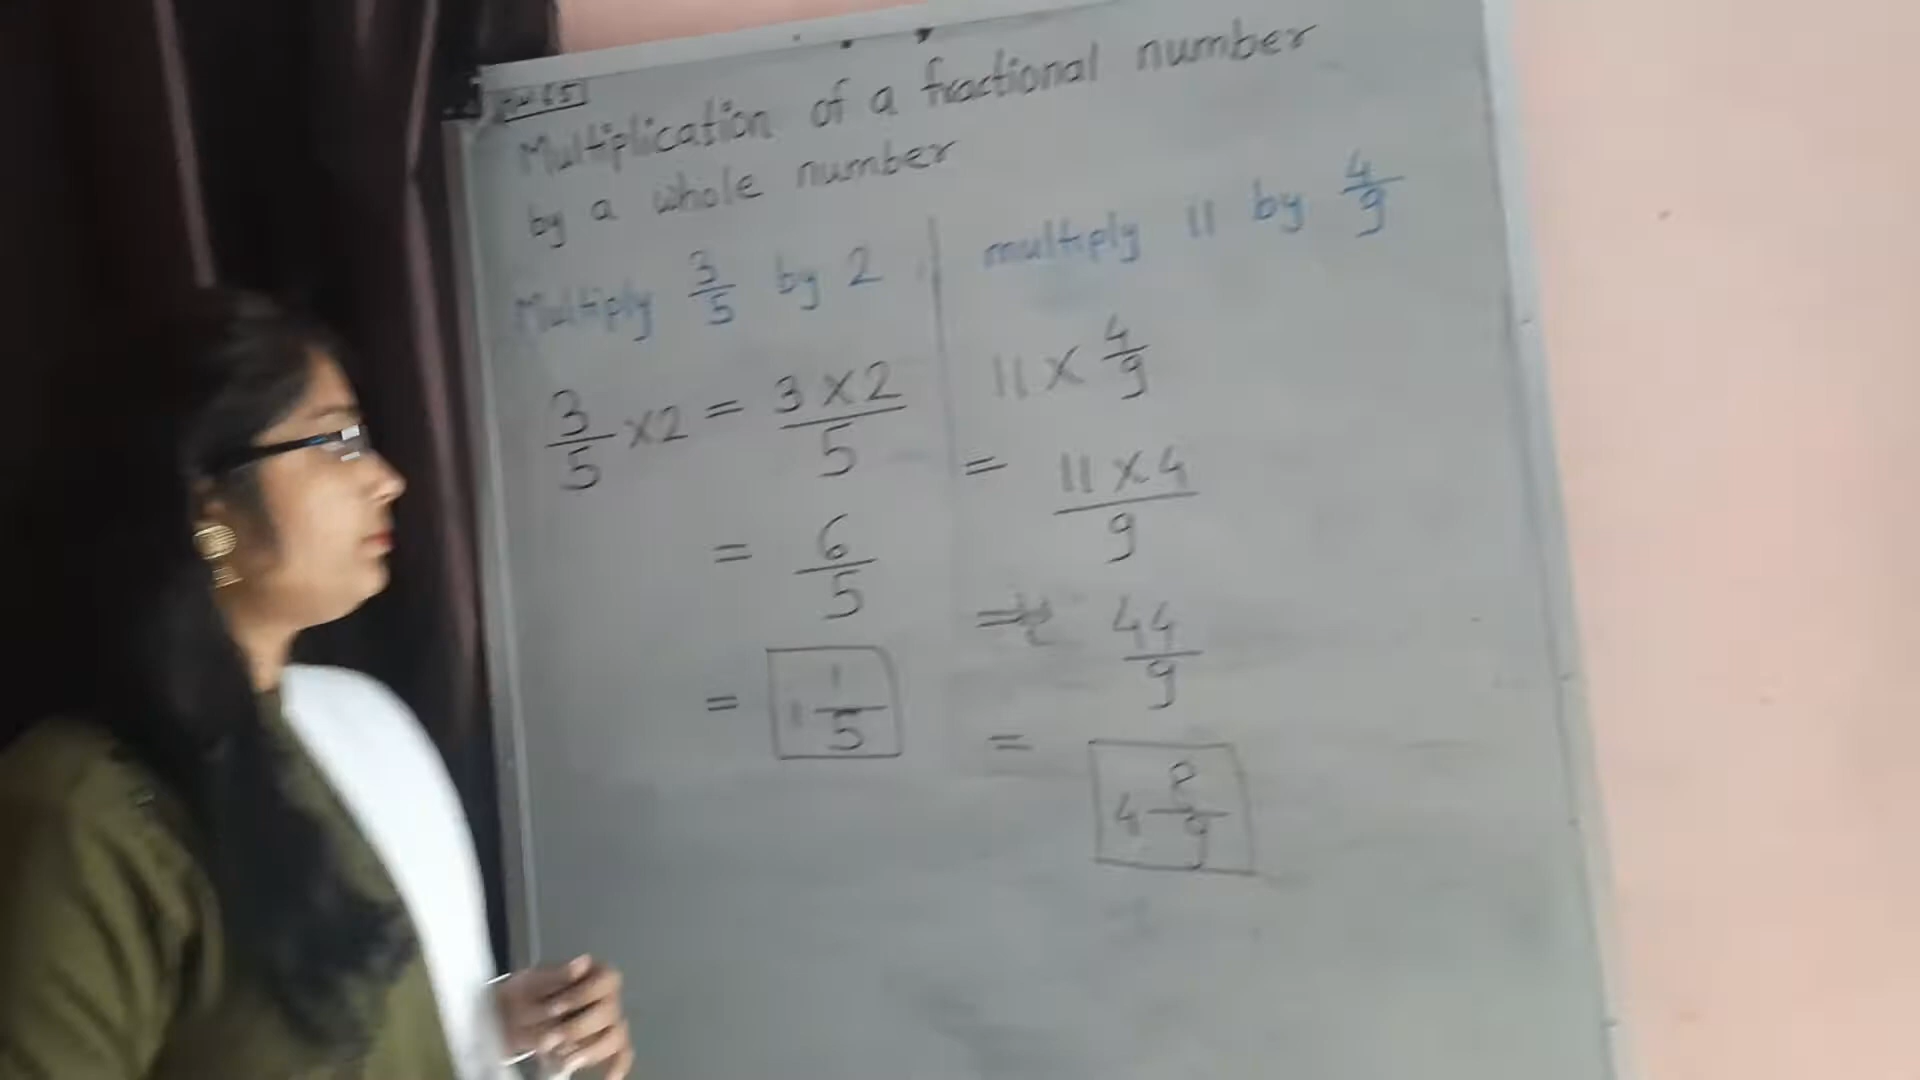 Multiplication of a fractional number
by a whole number
Multiply 3/5 by 2
3/5 x2 = 3 x 2/5
= 6/5
= 1 1/5
multiply 11 by 4/9
11 x 4/9
= 11 x 4/9
= 44/9
= 4 8/9